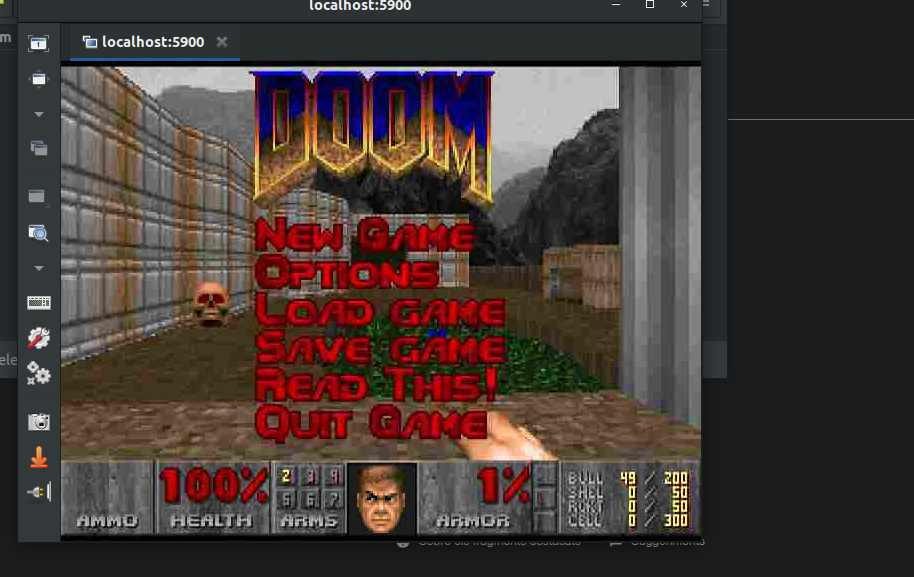 localhost:5900
localhost:5900
DOOM
NEW GAME
OPTIONS
LOAD GAME
SAVE GAME
READ THIS!
QUIT GAME
100% 2 3 4 1% BULL 49 / 200
5 6 7 SHEL 0 / 50
RCKT 0 / 50
AMMO HEALTH ARMS ARMOR CELL 0 / 300
ele